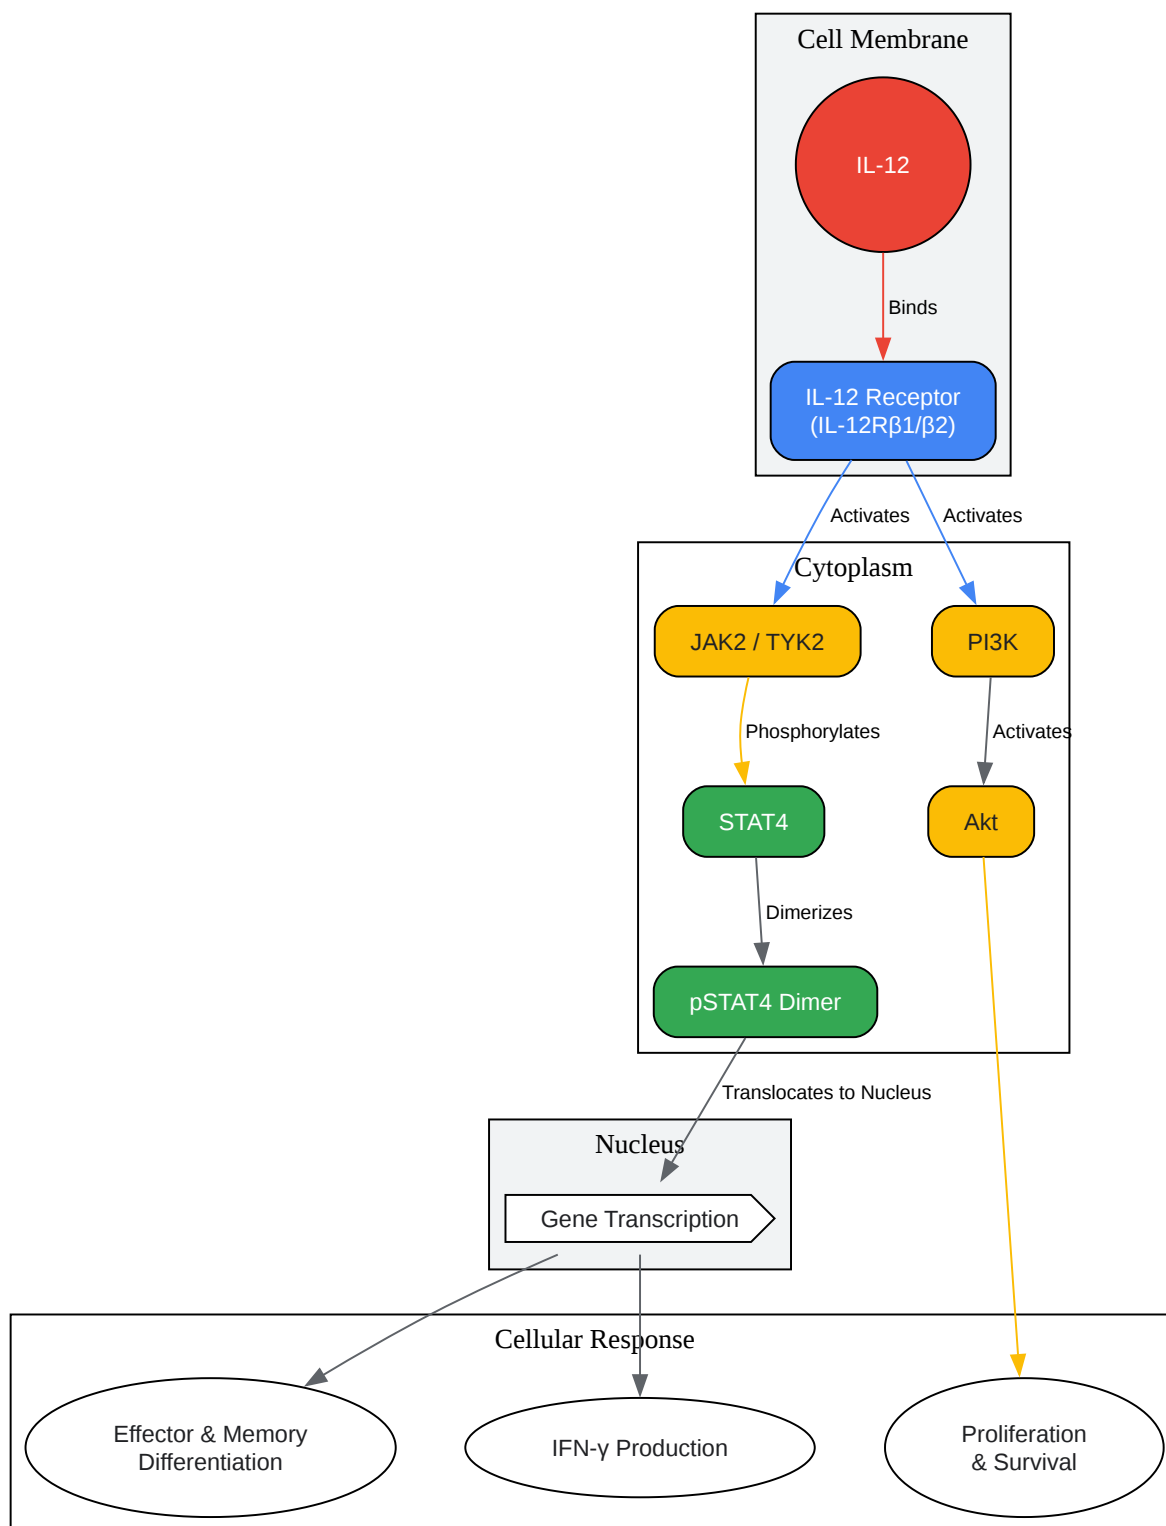 Cell Membrane
IL-12
Binds
IL-12 Receptor
(IL-12Rβ1/β2)
Activates
Activates
Cytoplasm
JAK2 / TYK2
PI3K
Phosphorylates
Activates
STAT4
Akt
Dimerizes
pSTAT4 Dimer
Translocates to Nucleus
Nucleus
Gene Transcription
Cellular Response
Effector & Memory
Differentiation
IFN-γ Production
Proliferation
& Survival